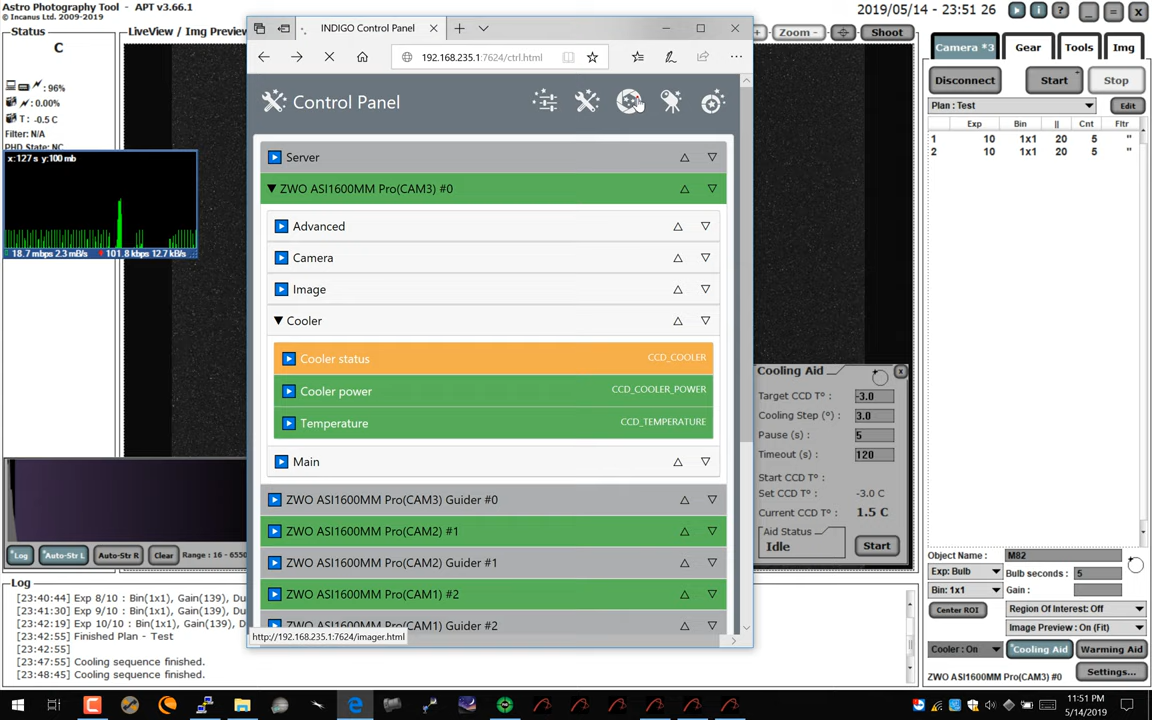 Astro Photography Tool - APT v3.66.1
© Incanus Ltd. 2009-2019
2019/05/14 - 23:51 26
Status
C
: 96%
: 0.00%
T: -0.5 C
Filter: N/A
PHD State: NC
x:127 s y:100 mb
18.7 mbps 2.3 mB/s
101.8 kbps 12.7 kB/s
LiveView / Img Preview
Zoom -
Shoot
INDIGO Control Panel
192.168.235.1:7624/ctrl.html
Control Panel
Server
ZWO ASI1600MM Pro(CAM3) #0
Advanced
Camera
Image
Cooler
Cooler status CCD_COOLER
Cooler power CCD_COOLER_POWER
Temperature CCD_TEMPERATURE
Main
ZWO ASI1600MM Pro(CAM3) Guider #0
ZWO ASI1600MM Pro(CAM2) #1
ZWO ASI1600MM Pro(CAM2) Guider #1
ZWO ASI1600MM Pro(CAM1) #2
ZWO ASI1600MM Pro(CAM1) Guider #2
http://192.168.235.1:7624/imager.html
Camera *3
Gear
Tools
Img
Disconnect
Start
Stop
Plan : Test
Edit
Exp Bin || Cnt Fltr
1 10 1x1 20 5 "
2 10 1x1 20 5 "
Cooling Aid
x
Target CCD T° : -3.0
Cooling Step (°) : 3.0
Pause (s) : 5
Timeout (s) : 120
Start CCD T° :
Set CCD T° : -3.0 C
Current CCD T° : 1.5 C
Aid Status
Idle
Start
*Log
*Auto-Str L
Auto-Str R
Clear
Log
[23:40:44] Exp 8/10 : Bin(1x1), Gain(139), Du
[23:41:30] Exp 9/10 : Bin(1x1), Gain(139), Du
[23:42:19] Exp 10/10 : Bin(1x1), Gain(139), D
[23:42:55] Finished Plan - Test
[23:42:55]
[23:47:55] Cooling sequence finished.
[23:48:45] Cooling sequence finished.
Object Name : M82
Exp: Bulb
Bulb seconds : 5
Bin: 1x1
Gain :
Center ROI
Region Of Interest: Off
Image Preview : On (Fit)
Cooler : On
*Cooling Aid
Warming Aid
ZWO ASI1600MM Pro(CAM3) #0
Settings...
11:51 PM
5/14/2019